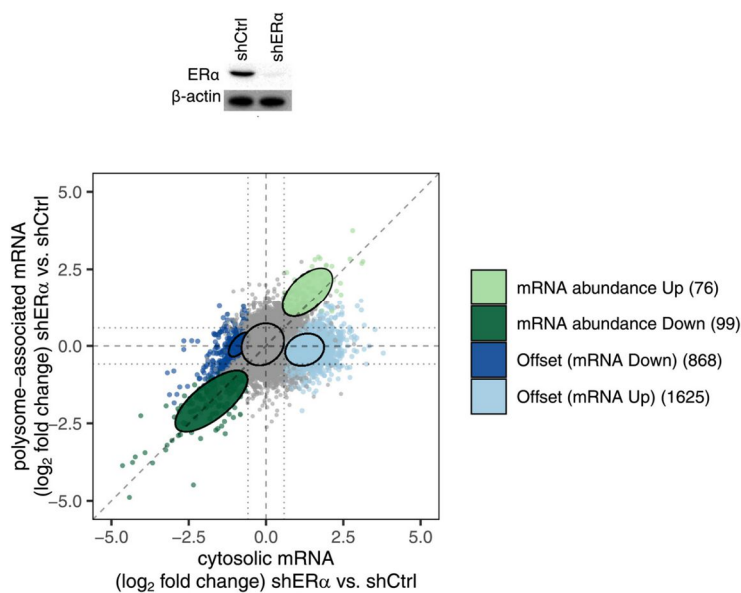 shCtrl
shERα
ERα
β-actin
polysome-associated mRNA
(log2 fold change) shERα vs. shCtrl
5.0
2.5
0.0
−2.5
−5.0
−5.0
−2.5
0.0
2.5
5.0
cytosolic mRNA
(log2 fold change) shERα vs. shCtrl
mRNA abundance Up (76)
mRNA abundance Down (99)
Offset (mRNA Down) (868)
Offset (mRNA Up) (1625)